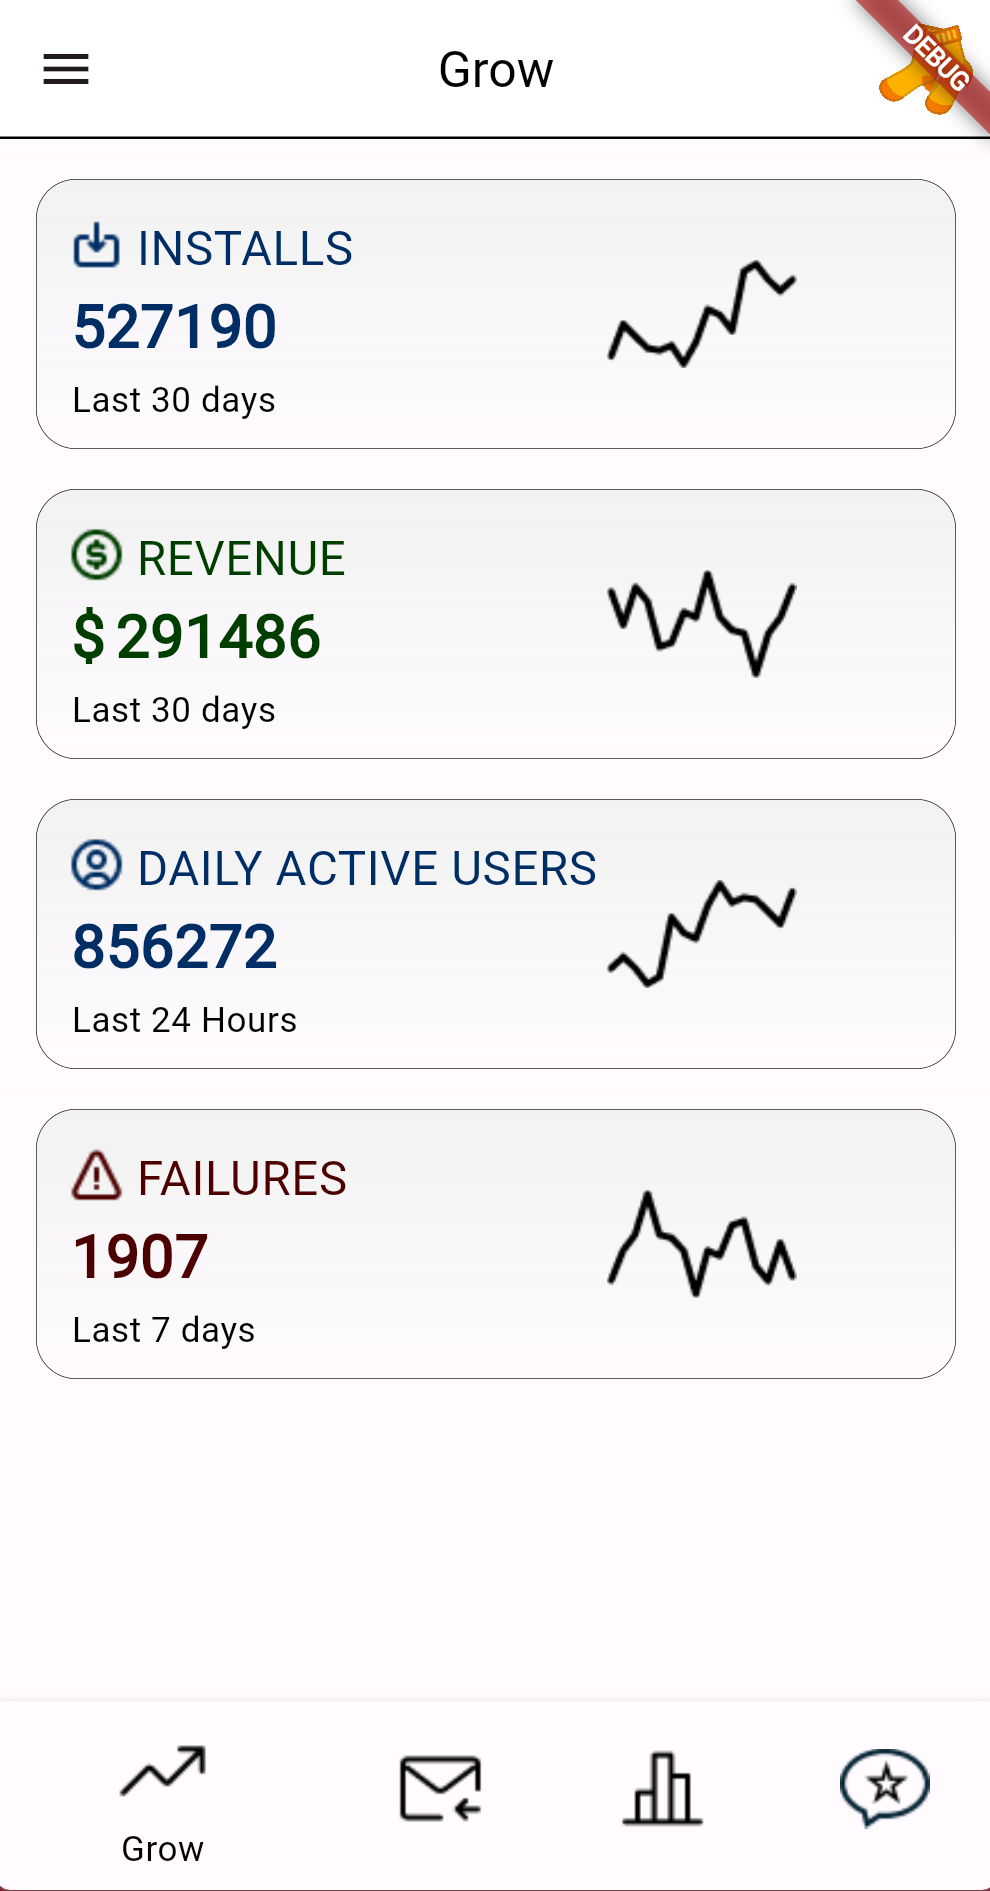 Grow
DEBUG
INSTALLS
527190
Last 30 days
REVENUE
$ 291486
Last 30 days
DAILY ACTIVE USERS
856272
Last 24 Hours
FAILURES
1907
Last 7 days
Grow